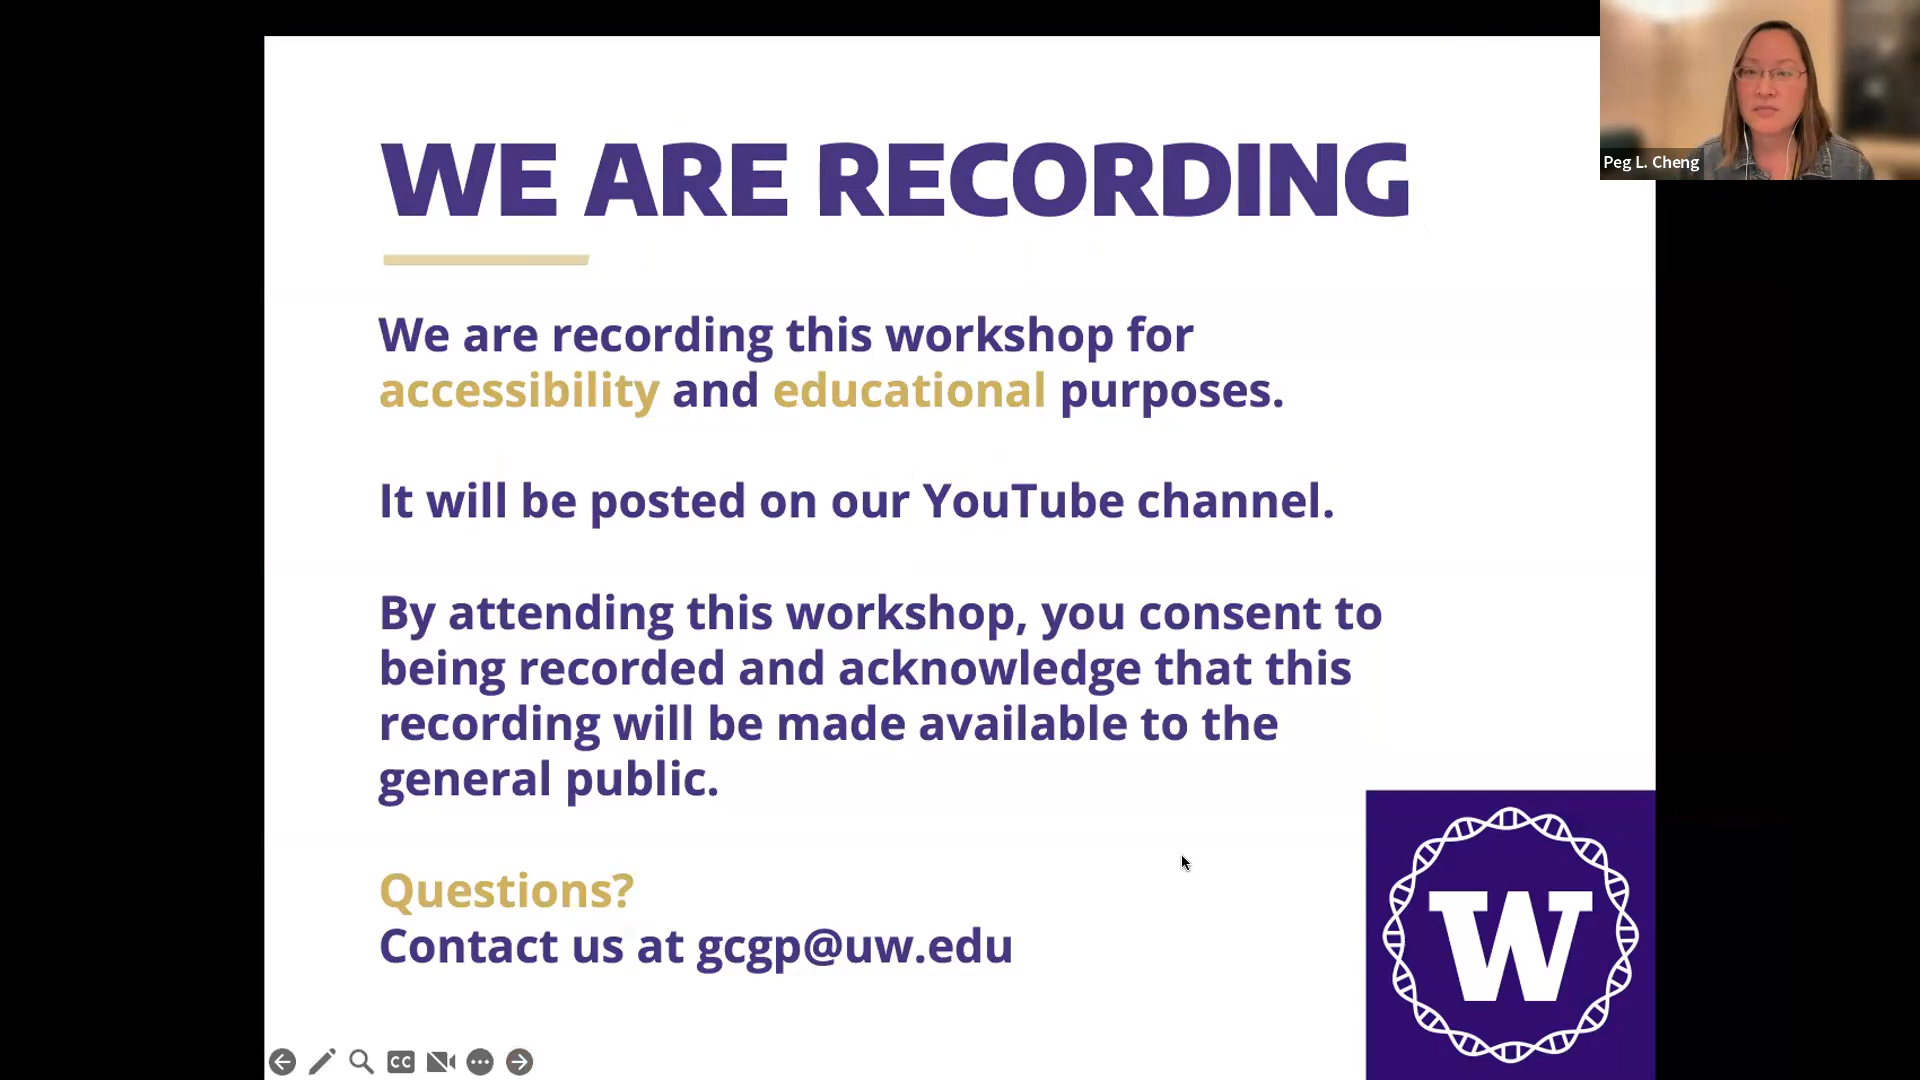 WE ARE RECORDING
We are recording this workshop for
accessibility and educational purposes.
It will be posted on our YouTube channel.
By attending this workshop, you consent to
being recorded and acknowledge that this
recording will be made available to the
general public.
Questions?
Contact us at gcgp@uw.edu
W
CC
Peg L. Cheng